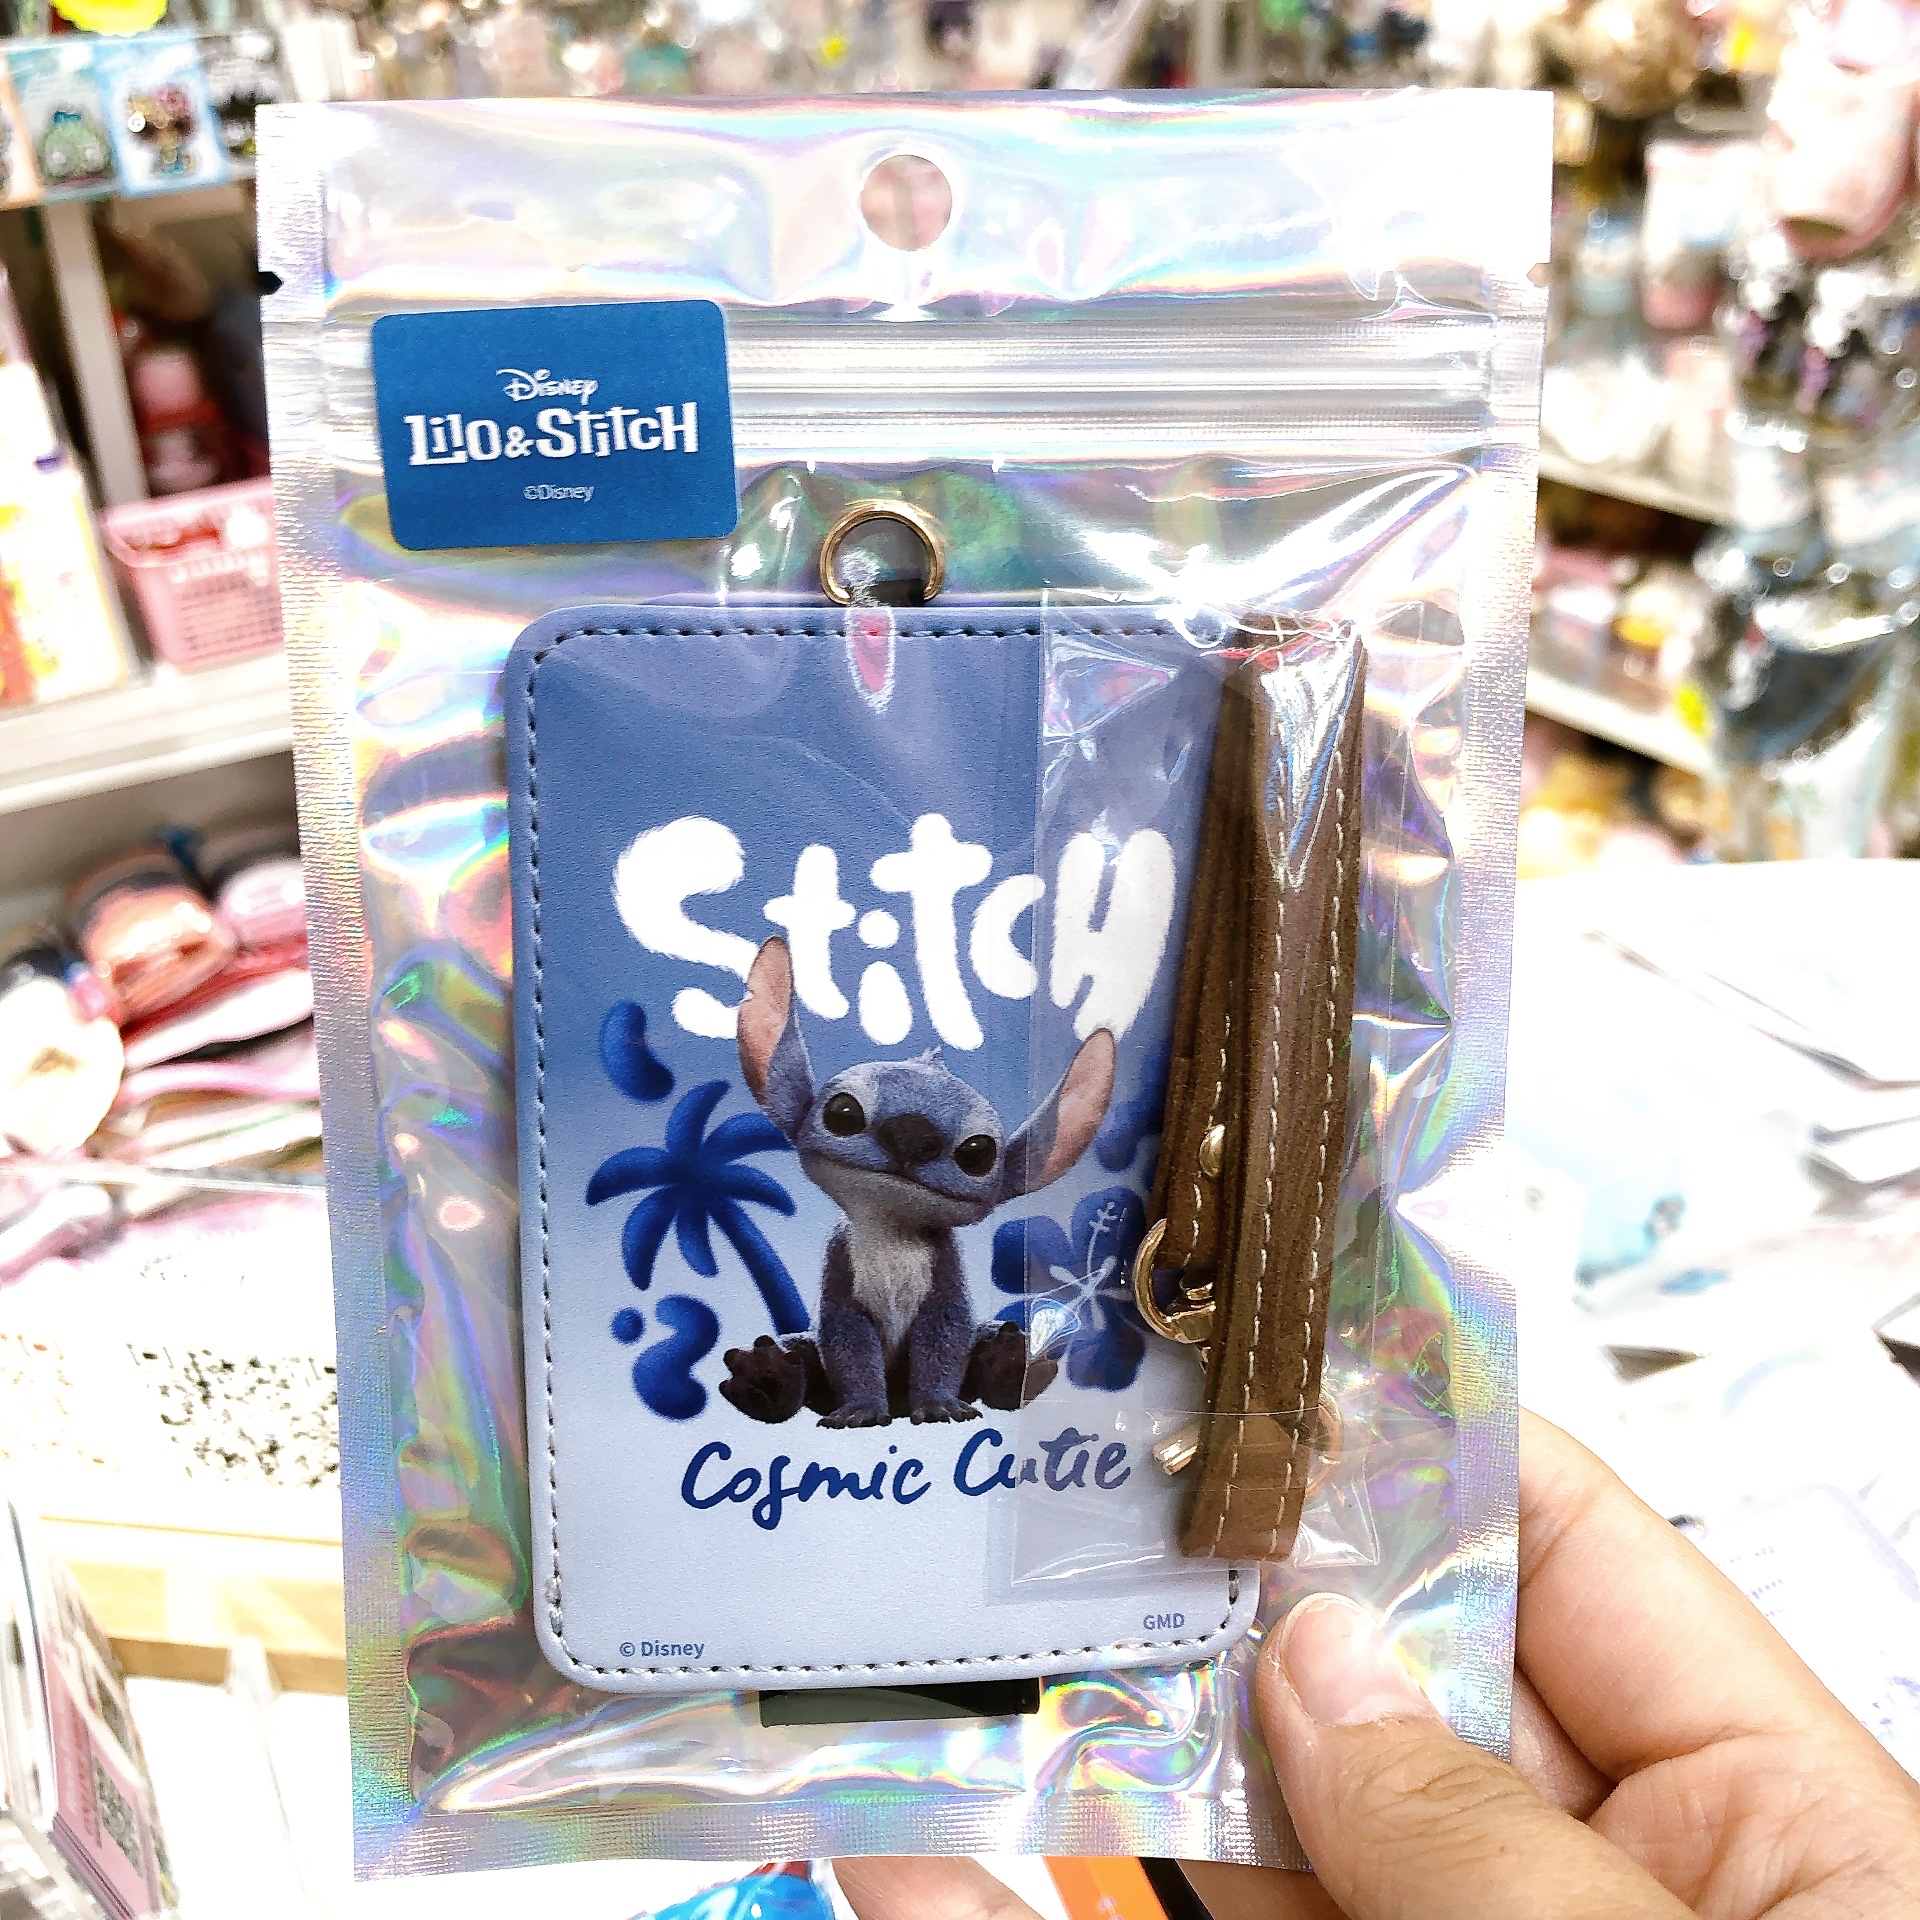 Disney
Lilo & Stitch
©Disney
Stitch
Cosmic Cutie
GMD
© Disney